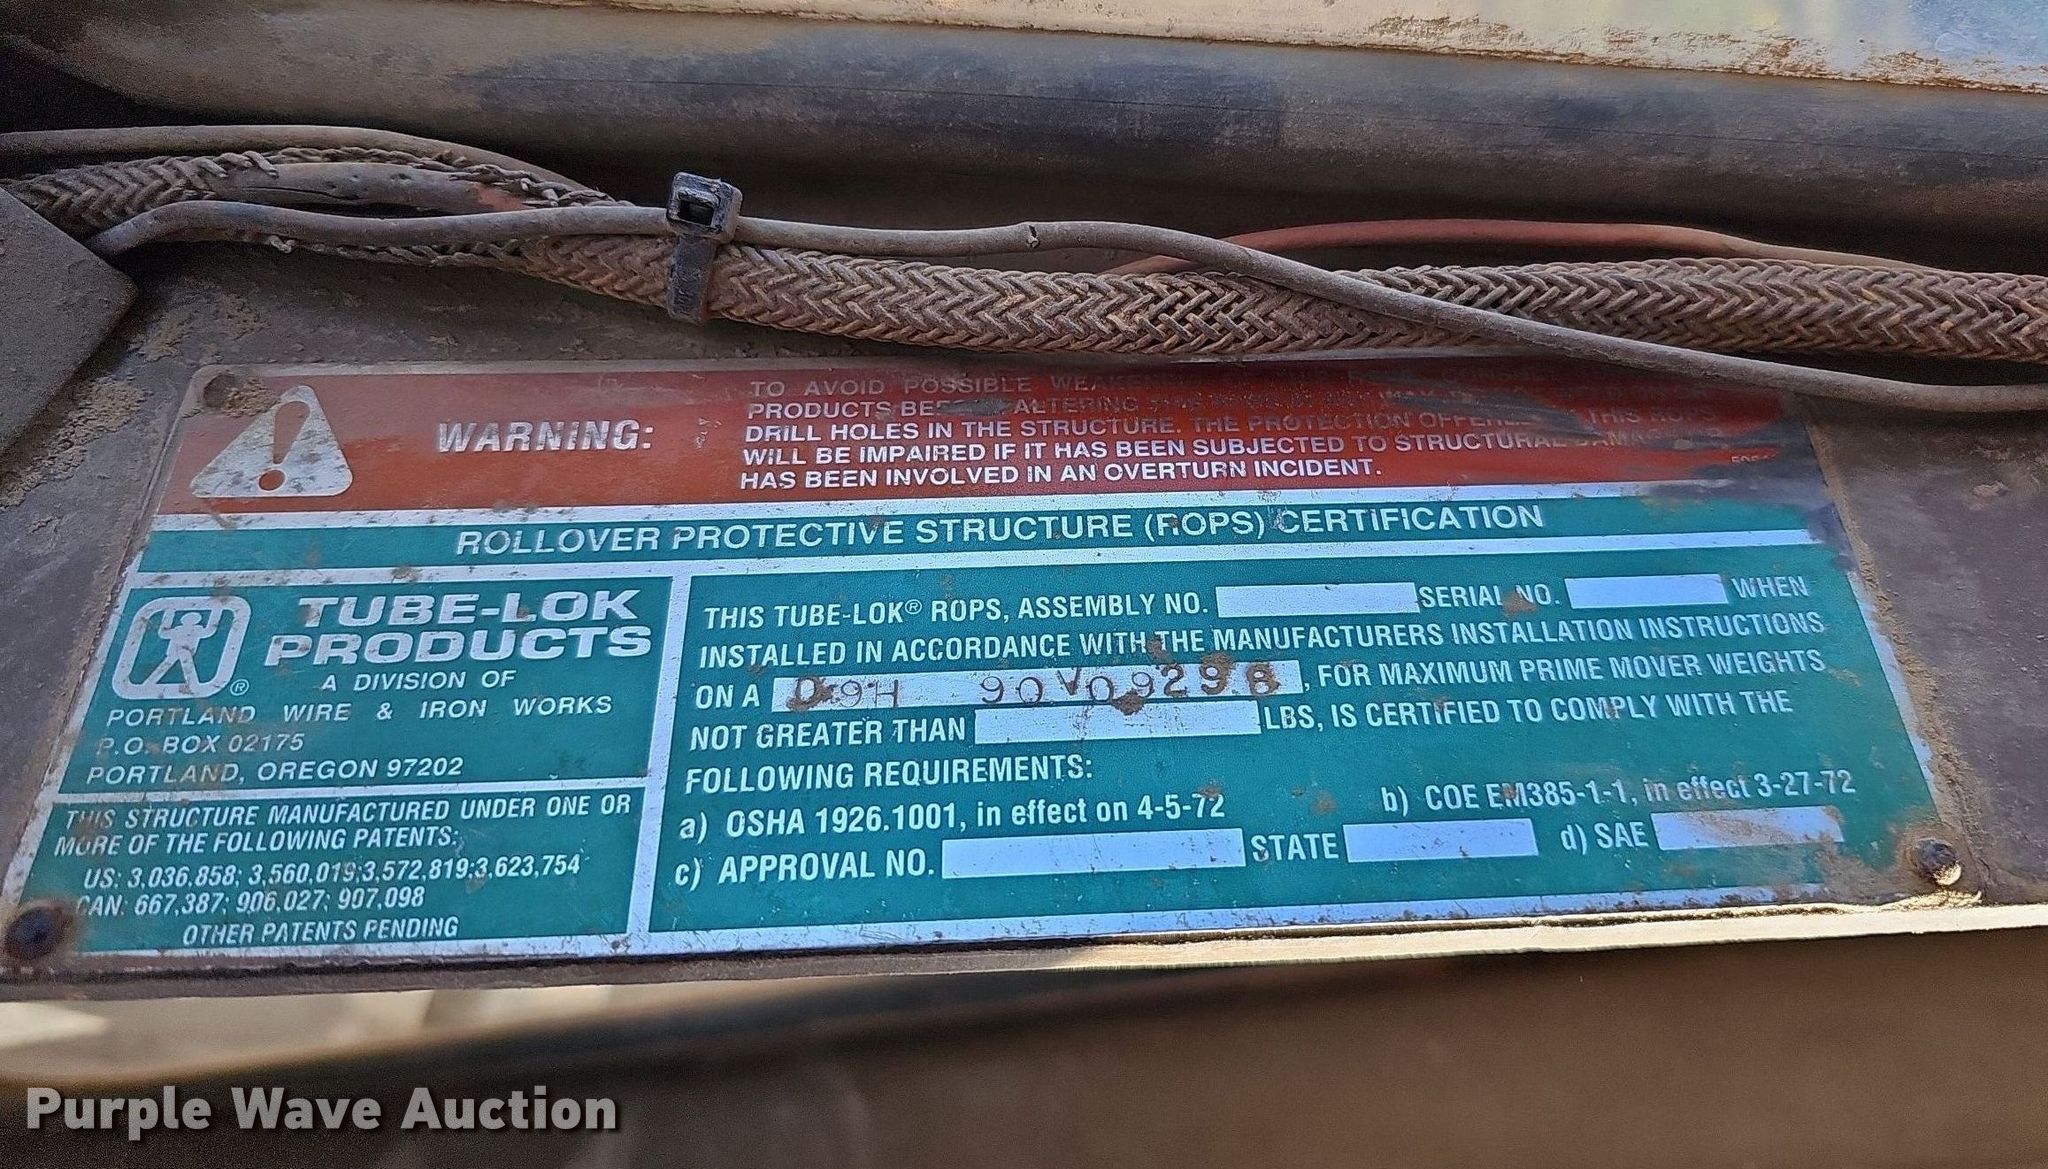 TO AVOID POSSIBLE
PRODUCTS ALTERING
WARNING: DRILL HOLES IN THE STRUCTURE. THE PROTECTION THIS ROPS
WILL BE IMPAIRED IF IT HAS BEEN SUBJECTED TO STRUCTURAL
HAS BEEN INVOLVED IN AN OVERTURN INCIDENT.
ROLLOVER PROTECTIVE STRUCTURE (ROPS) CERTIFICATION
TUBE-LOK
PRODUCTS
®
A DIVISION OF
PORTLAND WIRE & IRON WORKS
P.O. BOX 02175
PORTLAND, OREGON 97202
THIS STRUCTURE MANUFACTURED UNDER ONE OR
MORE OF THE FOLLOWING PATENTS:
US: 3,036,858; 3,560,019;3,572,819;3,623,754
CAN: 667,387; 906,027; 907,098
OTHER PATENTS PENDING
THIS TUBE-LOK® ROPS, ASSEMBLY NO. SERIAL NO. WHEN
INSTALLED IN ACCORDANCE WITH THE MANUFACTURERS INSTALLATION INSTRUCTIONS
ON A D9H 90V09298, FOR MAXIMUM PRIME MOVER WEIGHTS
NOT GREATER THAN LBS, IS CERTIFIED TO COMPLY WITH THE
FOLLOWING REQUIREMENTS:
a) OSHA 1926.1001, in effect on 4-5-72 b) COE EM385-1-1, in effect 3-27-72
c) APPROVAL NO. STATE d) SAE
Purple Wave Auction